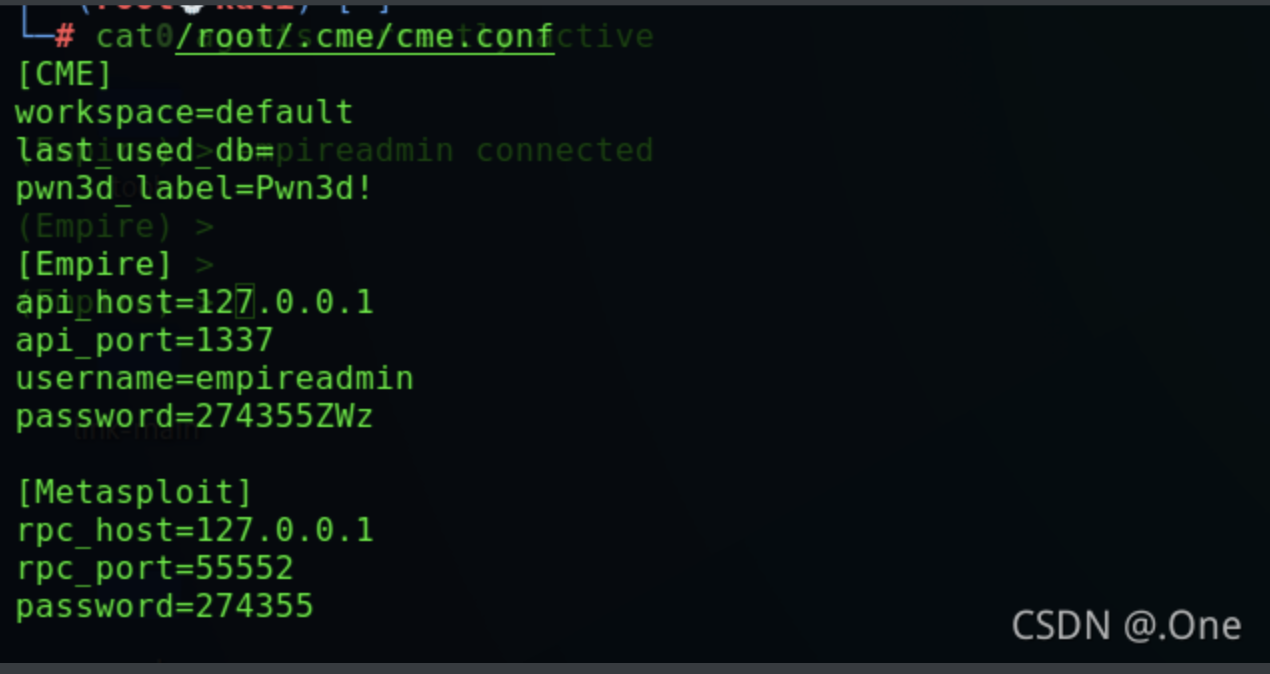 └─# cat /root/.cme/cme.conf
[CME]
workspace=default
last_used_db=
pwn3d_label=Pwn3d!
(Empire) >
[Empire] >
api_host=127.0.0.1
api_port=1337
username=empireadmin
password=274355ZWz
[Metasploit]
rpc_host=127.0.0.1
rpc_port=55552
password=274355
CSDN @.One